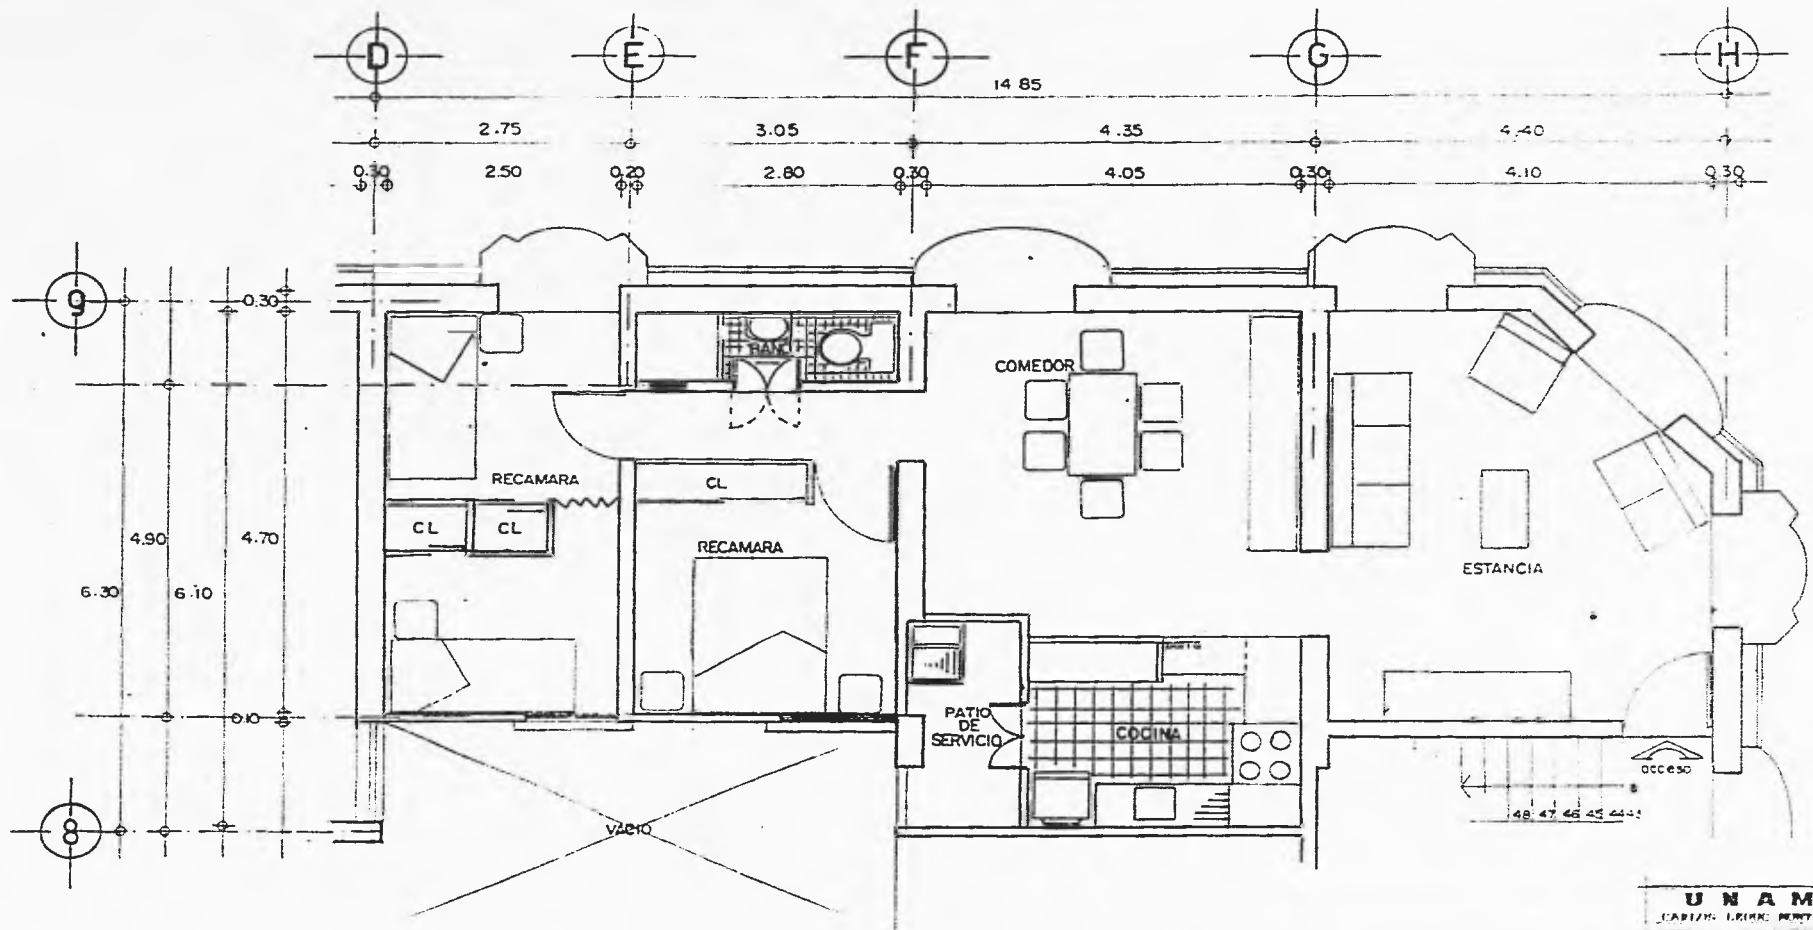 D E F G H
14 85
2.75 3.05 4.35 4.40
0.30 2.50 0.20 2.80 0.30 4.05 0.30 4.10 0.30
9
0.30
BAÑO
COMEDOR
RECAMARA
CL
CL CL
4.90 4.70
RECAMARA
ESTANCIA
6.30 6.10
0.10
PATIO
DE
SERVICIO
COCINA
acceso
48 47 46 45 44
8
VACIO
U N A M